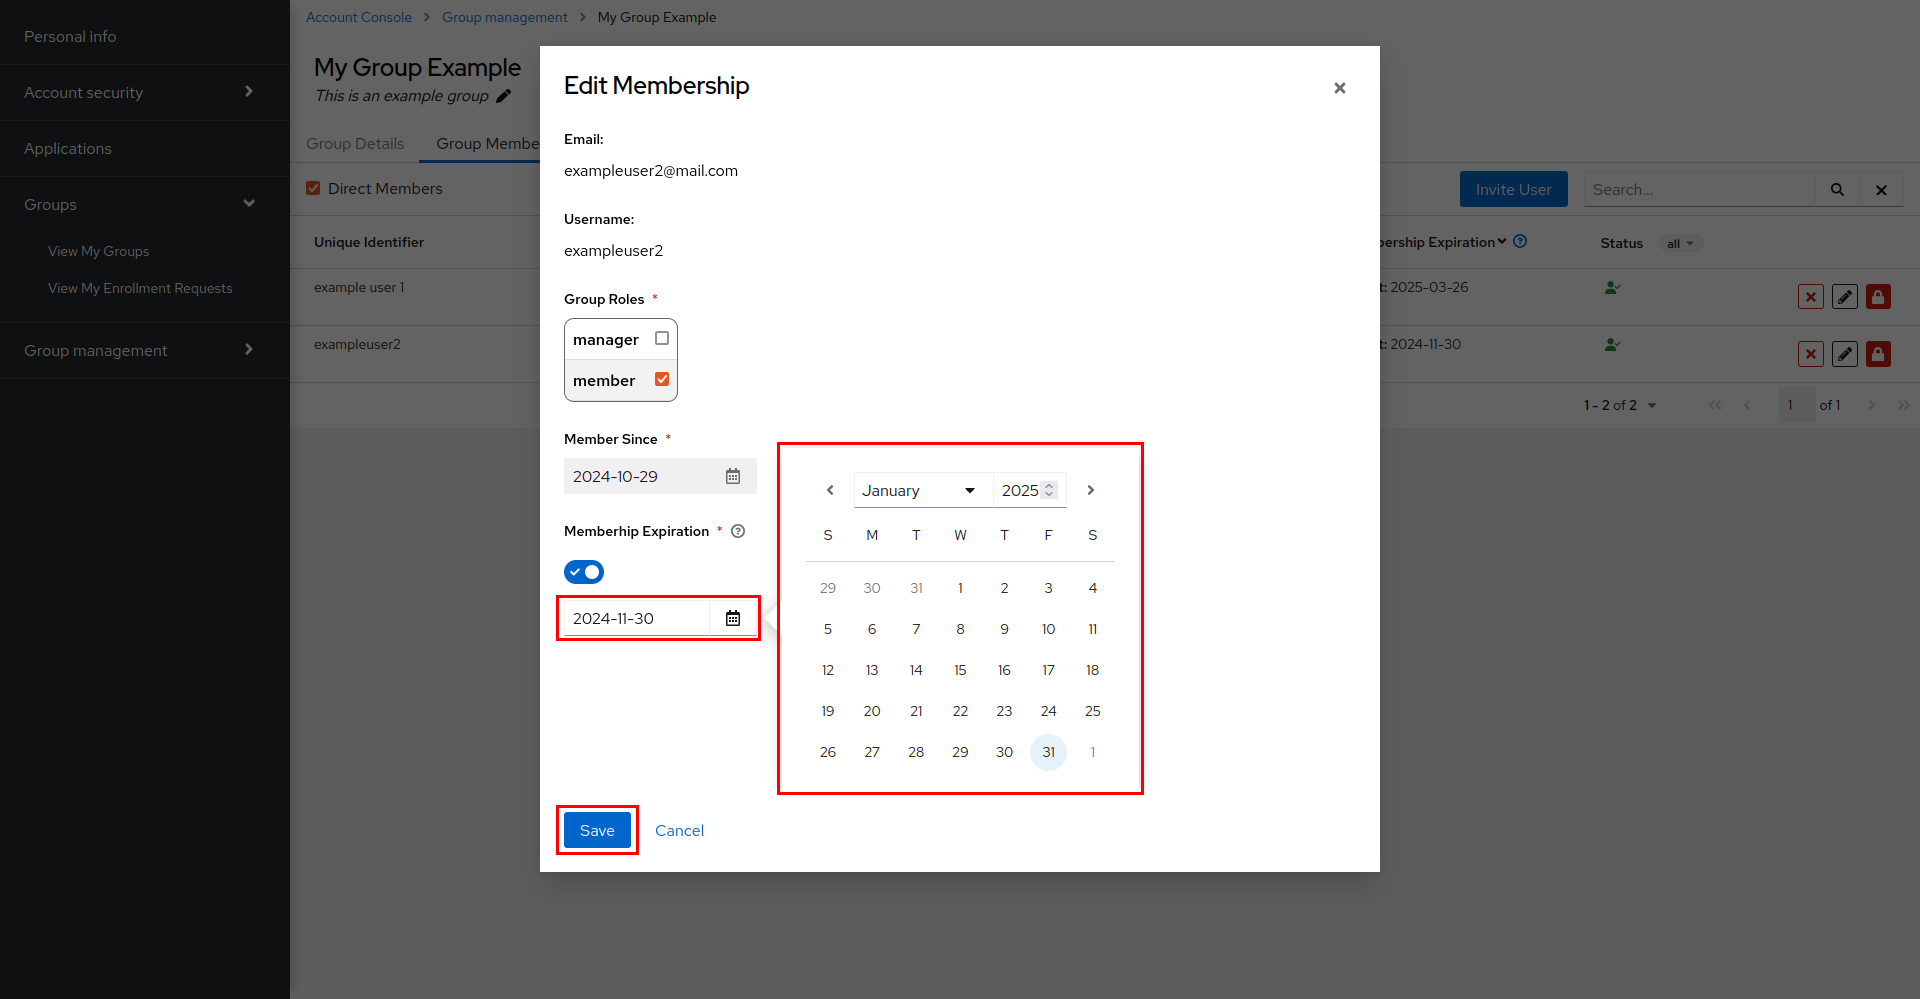 Personal info
Account security
Applications
Groups
View My Groups
View My Enrollment Requests
Group management
Account Console
Group management
My Group Example
My Group Example
This is an example group
Group Details
Group Membe
Direct Members
Invite User
Search...
Unique Identifier
bership Expiration
Status
all
example user 1
t: 2025-03-26
exampleuser2
t: 2024-11-30
1 - 2 of 2
1
of 1
Edit Membership
Email:
exampleuser2@mail.com
Username:
exampleuser2
Group Roles *
manager
member
Member Since *
2024-10-29
Memberhip Expiration *
2024-11-30
January 2025
S M T W T F S
29 30 31 1 2 3 4
5 6 7 8 9 10 11
12 13 14 15 16 17 18
19 20 21 22 23 24 25
26 27 28 29 30 31 1
Save
Cancel